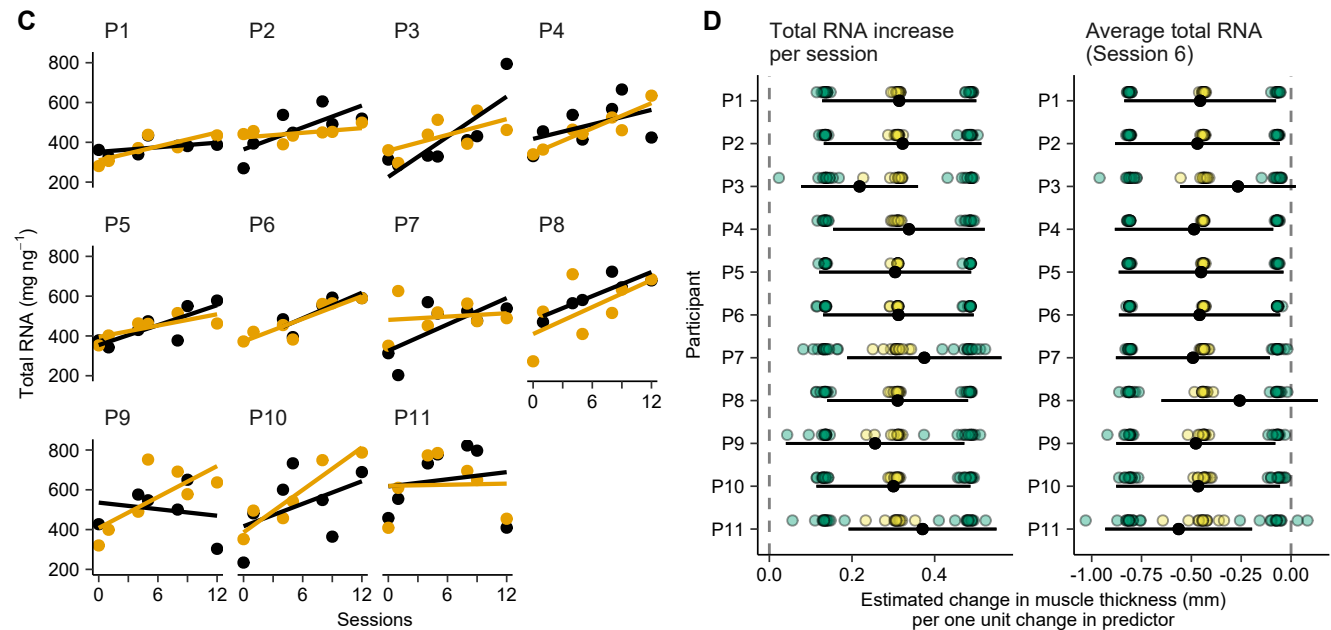 C
P1 P2 P3 P4
800
600
400
200
P5 P6 P7 P8
800
600
400
200
0 6 12
P9 P10 P11
800
600
400
200
0 6 12 0 6 12 0 6 12
Total RNA (mg ng−1)
Sessions
D
Total RNA increase
per session
Average total RNA
(Session 6)
Participant
P1 P1
P2 P2
P3 P3
P4 P4
P5 P5
P6 P6
P7 P7
P8 P8
P9 P9
P10 P10
P11 P11
0.0 0.2 0.4 -1.00 -0.75 -0.50 -0.25 0.00
Estimated change in muscle thickness (mm)
per one unit change in predictor